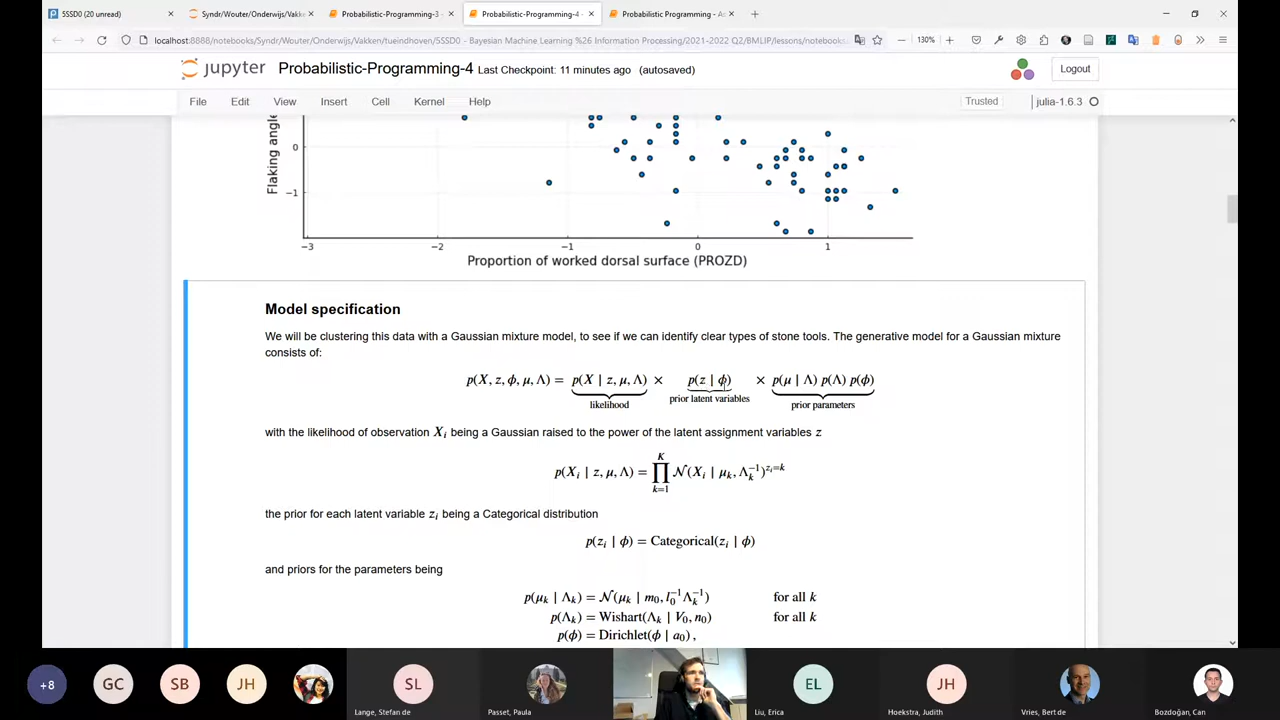 5SSD0 (20 unread)
Syndr/Wouter/Onderwijs/Vakke
Probabilistic-Programming-3 -
Probabilistic-Programming-4 -
Probabilistic Programming - As
localhost:8888/notebooks/Syndr/Wouter/Onderwijs/Vakken/tueindhoven/5SSD0 - Bayesian Machine Learning %26 Information Processing/2021-2022 Q2/BMLIP/lessons/notebooks
130%
jupyter Probabilistic-Programming-4 Last Checkpoint: 11 minutes ago (autosaved)
Logout
File Edit View Insert Cell Kernel Help
Trusted
julia-1.6.3
Flaking angle
0
−1
−3 −2 −1 0 1
Proportion of worked dorsal surface (PROZD)
Model specification
We will be clustering this data with a Gaussian mixture model, to see if we can identify clear types of stone tools. The generative model for a Gaussian mixture
consists of:
p(X, z, ϕ, μ, Λ) = p(X | z, μ, Λ) × p(z | ϕ) × p(μ | Λ) p(Λ) p(ϕ)
likelihood prior latent variables prior parameters
with the likelihood of observation Xᵢ being a Gaussian raised to the power of the latent assignment variables z
p(Xᵢ | z, μ, Λ) = ∏_{k=1}^{K} 𝒩(Xᵢ | μₖ, Λₖ⁻¹)^{zᵢ=k}
the prior for each latent variable zᵢ being a Categorical distribution
p(zᵢ | ϕ) = Categorical(zᵢ | ϕ)
and priors for the parameters being
p(μₖ | Λₖ) = 𝒩(μₖ | m₀, l₀⁻¹Λₖ⁻¹) for all k
p(Λₖ) = Wishart(Λₖ | V₀, n₀) for all k
p(ϕ) = Dirichlet(ϕ | a₀) ,
+8
GC
SB
JH
SL
EL
JH
Lange, Stefan de
Passet, Paula
Liu, Erica
Hoekstra, Judith
Vries, Bert de
Bozdoğan, Can